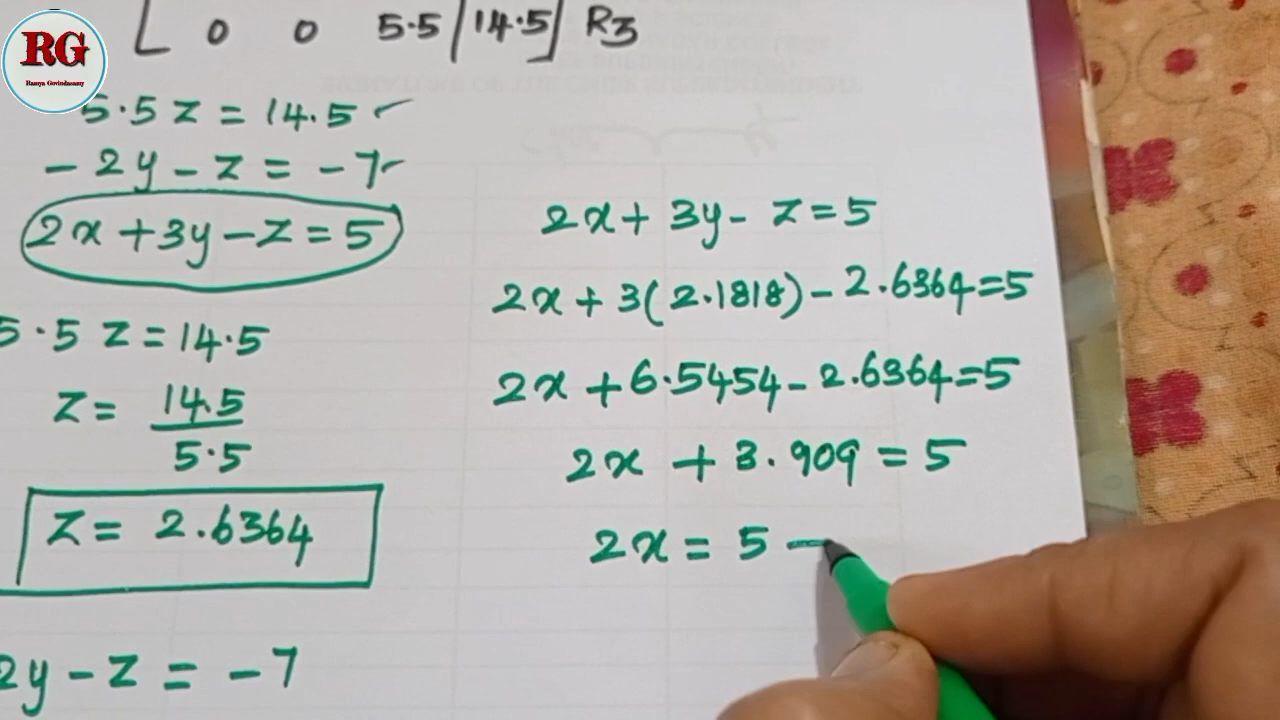 RG
Ramya Govindasamy
[ 0 0 5.5 | 14.5 ] R3
5.5 z = 14.5
- 2y - z = - 7
2x + 3y - z = 5
5.5 z = 14.5
z = 14.5
5.5
z = 2.6364
2y - z = - 7
2x + 3y - z = 5
2x + 3(2.1818) - 2.6364 = 5
2x + 6.5454 - 2.6364 = 5
2x + 3.909 = 5
2x = 5 -